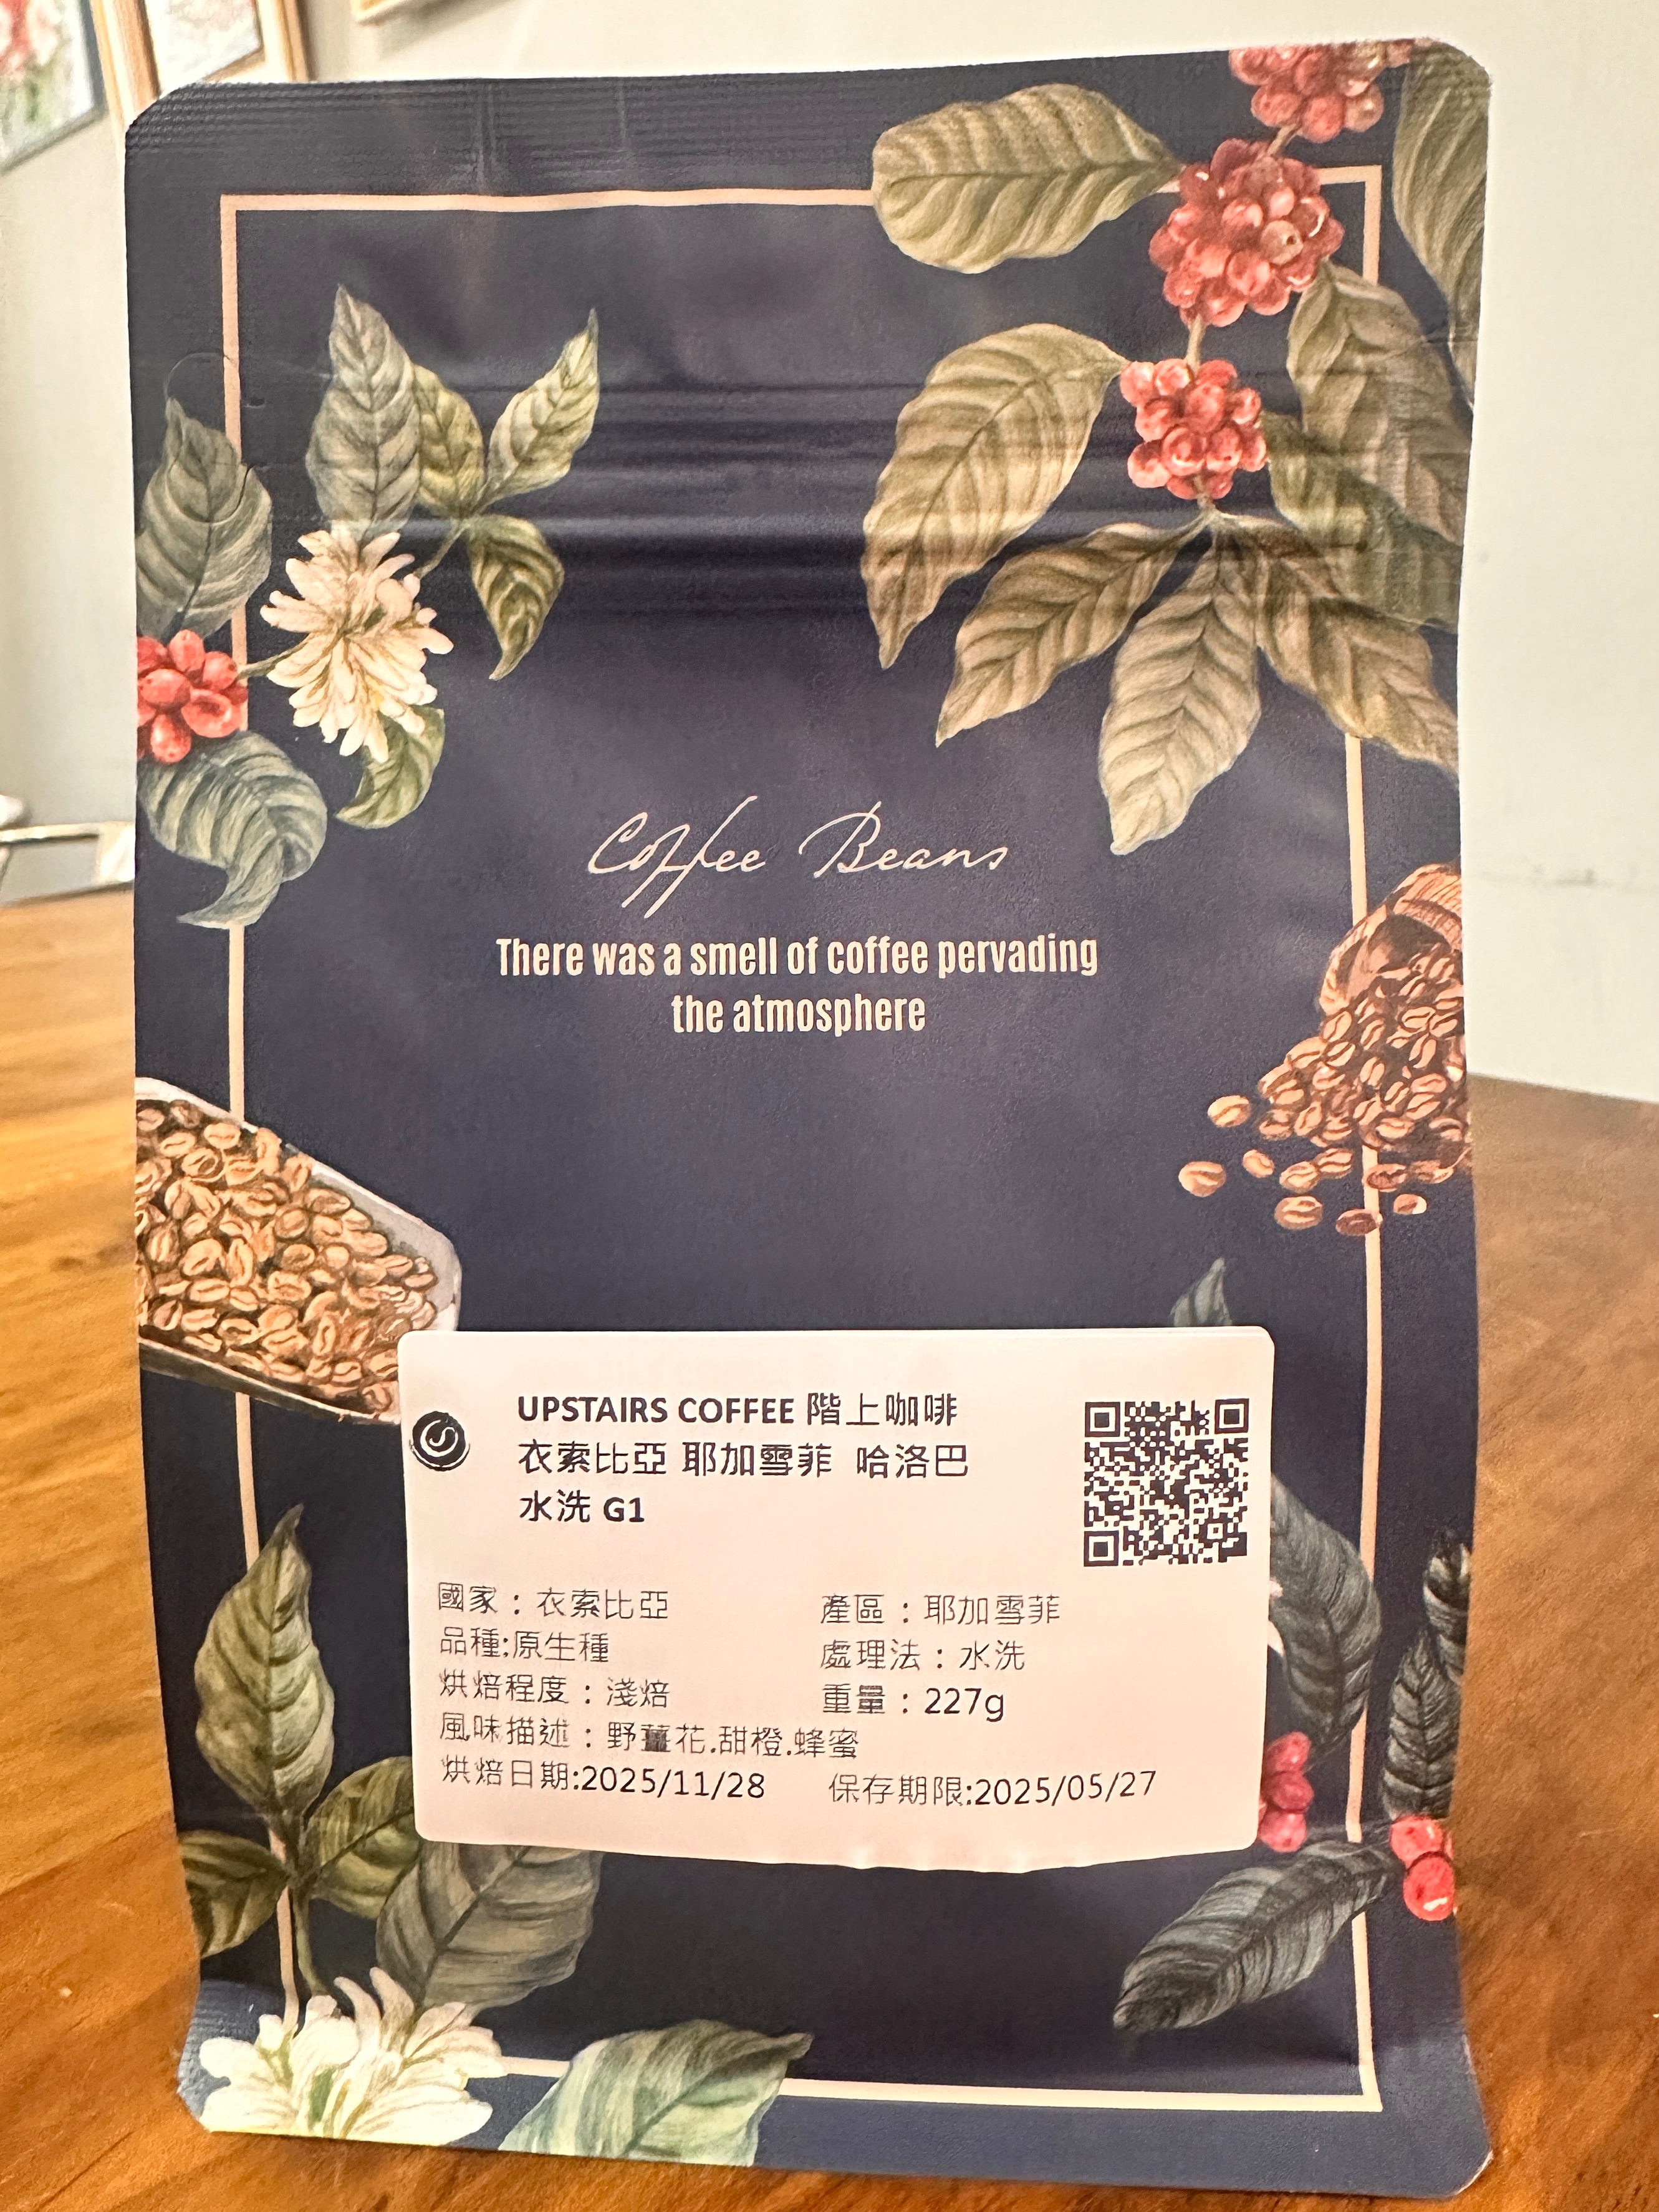 Coffee Beans
There was a smell of coffee pervading
the atmosphere
UPSTAIRS COFFEE 階上咖啡
衣索比亞 耶加雪菲 哈洛巴
水洗 G1
國家：衣索比亞 產區：耶加雪菲
品種:原生種 處理法：水洗
烘焙程度：淺焙 重量：227g
風味描述：野薑花.甜橙.蜂蜜
烘焙日期:2025/11/28 保存期限:2025/05/27